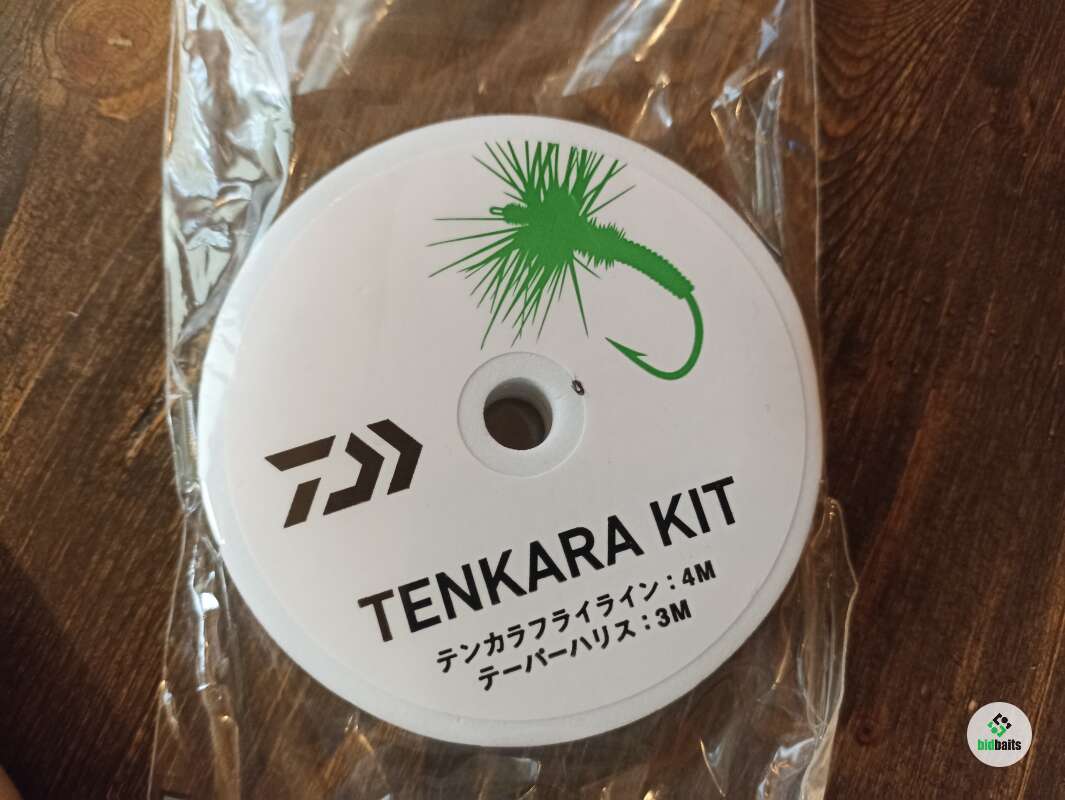 TENKARA KIT
テンカラフライライン：4M
テーパーハリス：3M
bidbaits